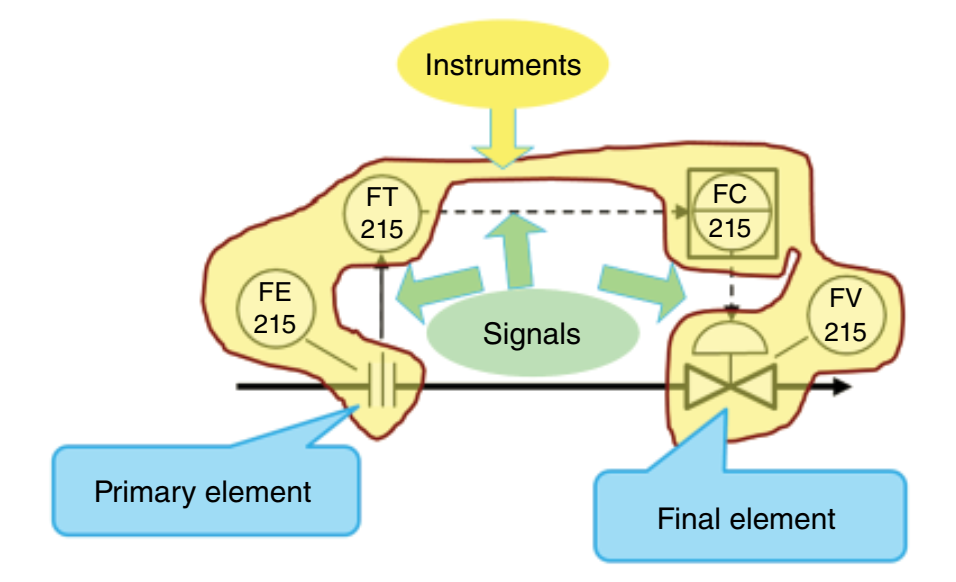 Instruments
FT
215
FC
215
FE
215
FV
215
Signals
Primary element
Final element